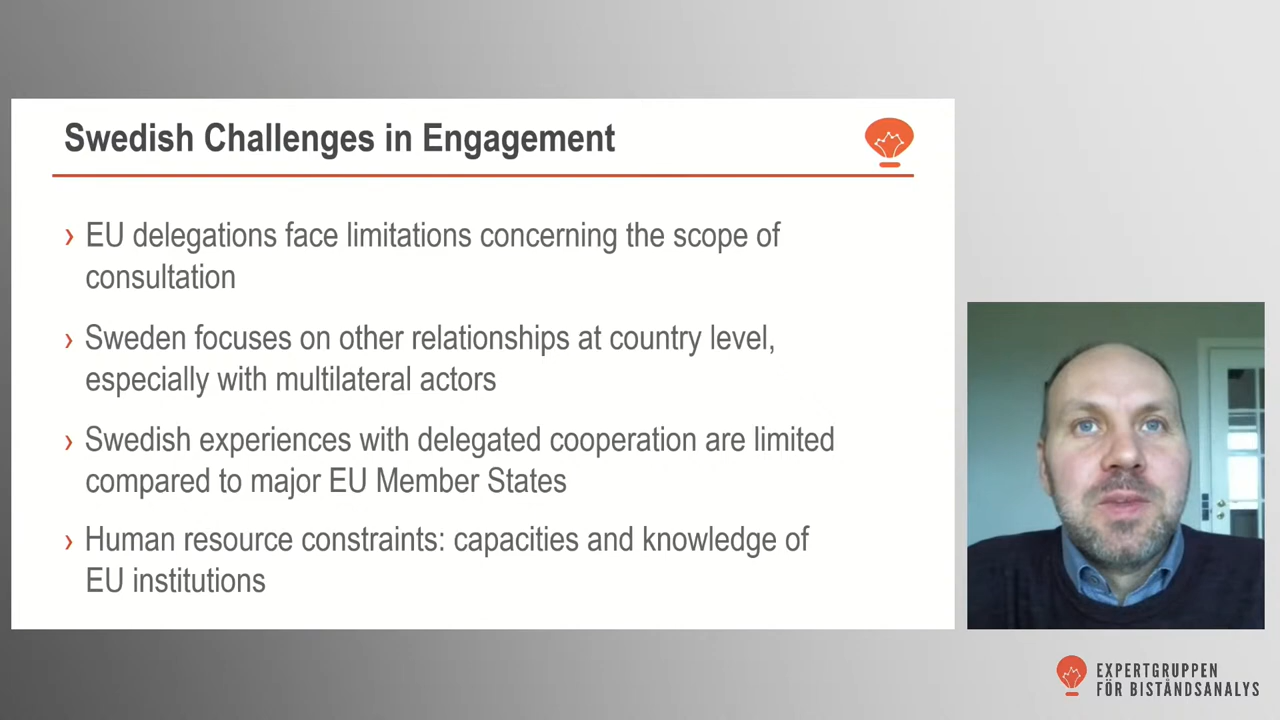 Swedish Challenges in Engagement
› EU delegations face limitations concerning the scope of
consultation
› Sweden focuses on other relationships at country level,
especially with multilateral actors
› Swedish experiences with delegated cooperation are limited
compared to major EU Member States
› Human resource constraints: capacities and knowledge of
EU institutions
EXPERTGRUPPEN
FÖR BISTÅNDSANALYS